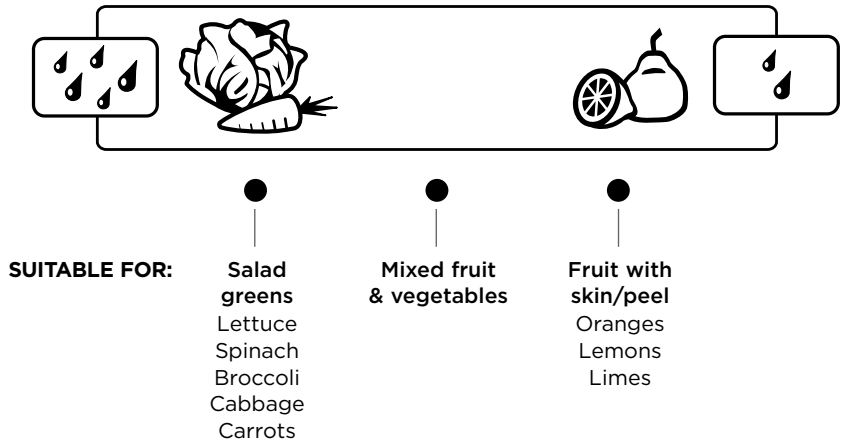 SUITABLE FOR:
Salad
greens
Lettuce
Spinach
Broccoli
Cabbage
Carrots
Mixed fruit
& vegetables
Fruit with
skin/peel
Oranges
Lemons
Limes